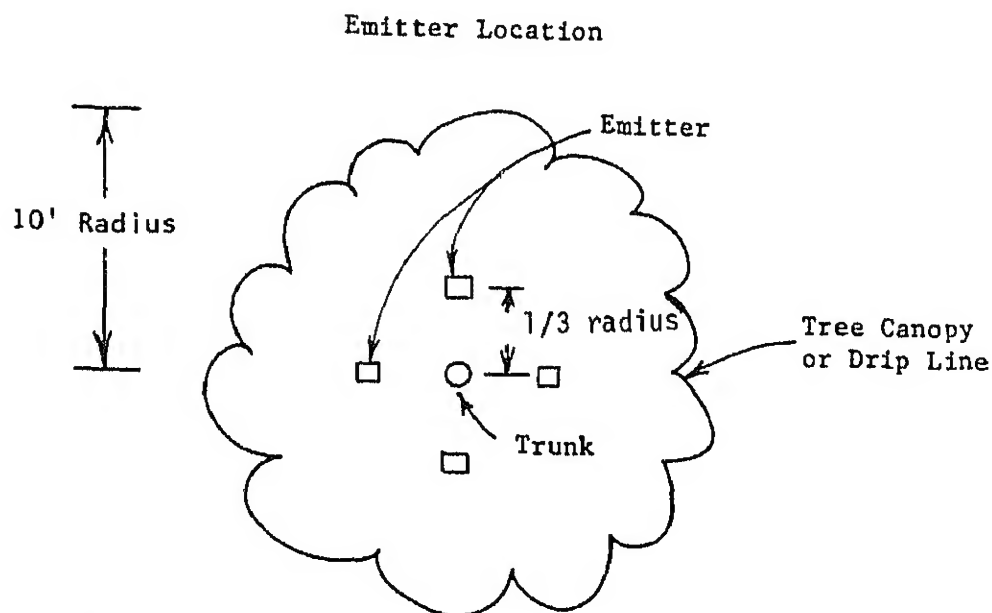 Emitter Location
Emitter
10' Radius
1/3 radius
Tree Canopy
or Drip Line
Trunk